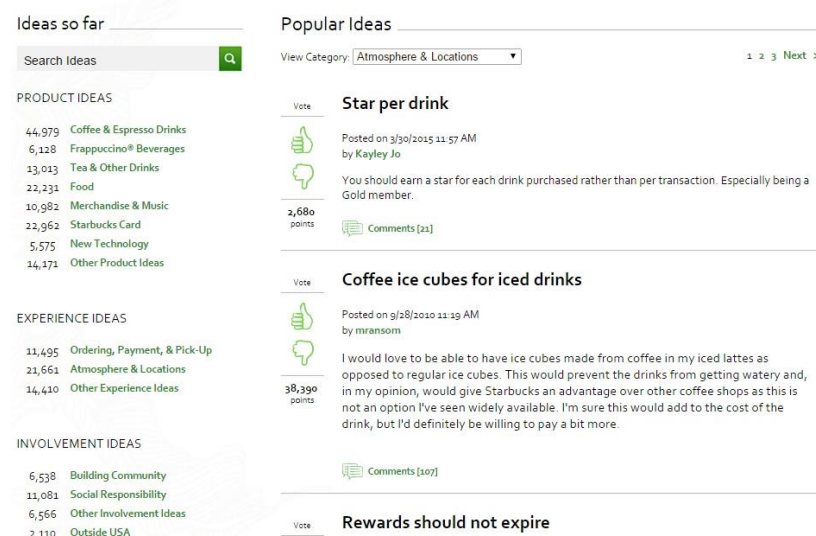 Ideas so far
Search Ideas
PRODUCT IDEAS
44,979 Coffee & Espresso Drinks
6,128 Frappuccino® Beverages
13,013 Tea & Other Drinks
22,231 Food
10,982 Merchandise & Music
22,962 Starbucks Card
5,575 New Technology
14,171 Other Product Ideas
EXPERIENCE IDEAS
11,495 Ordering, Payment, & Pick-Up
21,661 Atmosphere & Locations
14,410 Other Experience Ideas
INVOLVEMENT IDEAS
6,538 Building Community
11,081 Social Responsibility
6,566 Other Involvement Ideas
2,110 Outside USA
Popular Ideas
View Category: Atmosphere & Locations
1 2 3 Next >
Vote
Star per drink
Posted on 3/30/2015 11:57 AM
by Kayley Jo
You should earn a star for each drink purchased rather than per transaction. Especially being a
Gold member.
2,680
points
Comments [21]
Vote
Coffee ice cubes for iced drinks
Posted on 9/28/2010 11:19 AM
by mransom
I would love to be able to have ice cubes made from coffee in my iced lattes as
opposed to regular ice cubes. This would prevent the drinks from getting watery and,
in my opinion, would give Starbucks an advantage over other coffee shops as this is
not an option I've seen widely available. I'm sure this would add to the cost of the
drink, but I'd definitely be willing to pay a bit more.
38,390
points
Comments [107]
Vote
Rewards should not expire